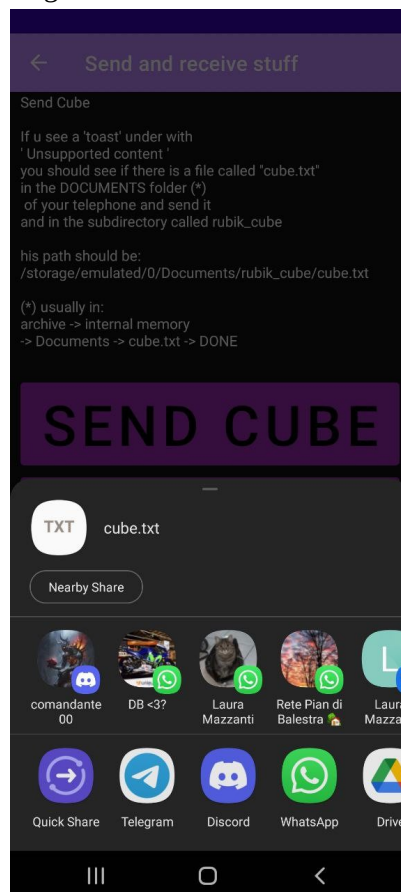 Send and receive stuff
Send Cube
If u see a 'toast' under with
' Unsupported content '
you should see if there is a file called "cube.txt"
in the DOCUMENTS folder (*)
of your telephone and send it
and in the subdirectory called rubik_cube
his path should be:
/storage/emulated/0/Documents/rubik_cube/cube.txt
(*) usually in:
archive -> internal memory
-> Documents -> cube.txt -> DONE
SEND CUBE
TXT
cube.txt
Nearby Share
L
comandante
00
DB <3?
Laura
Mazzanti
Rete Pian di
Balestra
Laur
Mazza
Quick Share
Telegram
Discord
WhatsApp
Drive